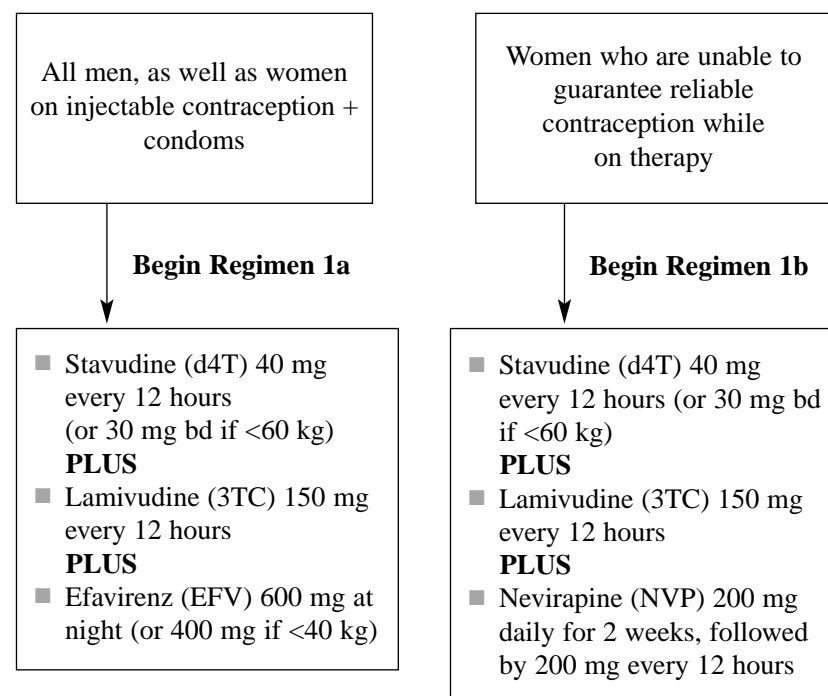 All men, as well as women
on injectable contraception +
condoms
Women who are unable to
guarantee reliable
contraception while
on therapy
Begin Regimen 1a
Begin Regimen 1b
Stavudine (d4T) 40 mg
every 12 hours
(or 30 mg bd if <60 kg)
PLUS
Lamivudine (3TC) 150 mg
every 12 hours
PLUS
Efavirenz (EFV) 600 mg at
night (or 400 mg if <40 kg)
Stavudine (d4T) 40 mg
every 12 hours (or 30 mg bd
if <60 kg)
PLUS
Lamivudine (3TC) 150 mg
every 12 hours
PLUS
Nevirapine (NVP) 200 mg
daily for 2 weeks, followed
by 200 mg every 12 hours